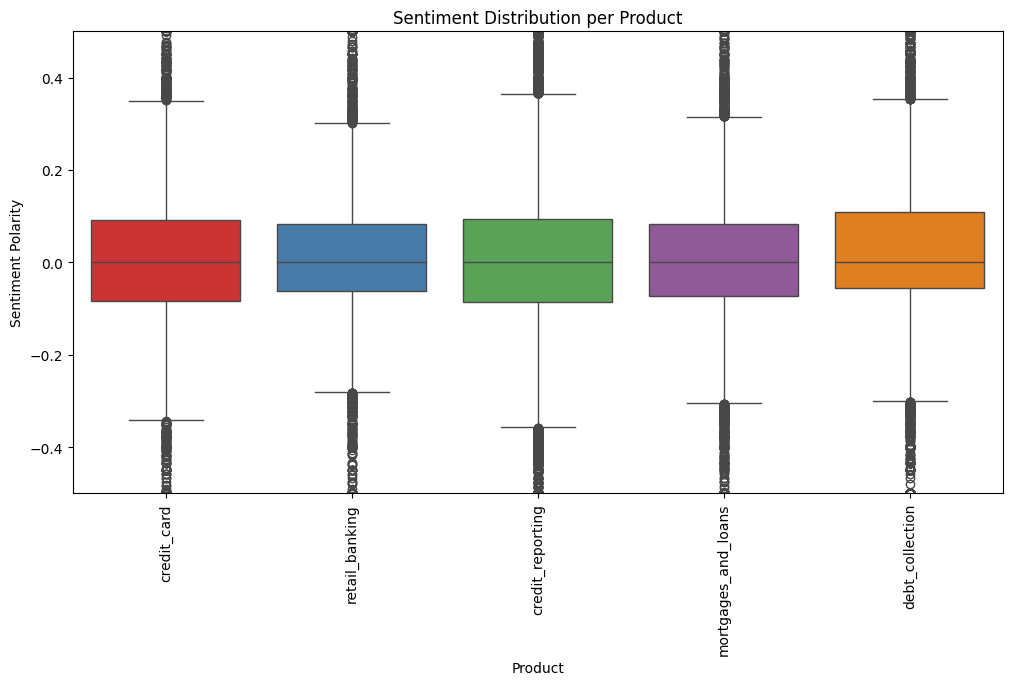 Sentiment Distribution per Product
Sentiment Polarity
0.4
0.2
0.0
−0.2
−0.4
credit_card
retail_banking
credit_reporting
mortgages_and_loans
debt_collection
Product